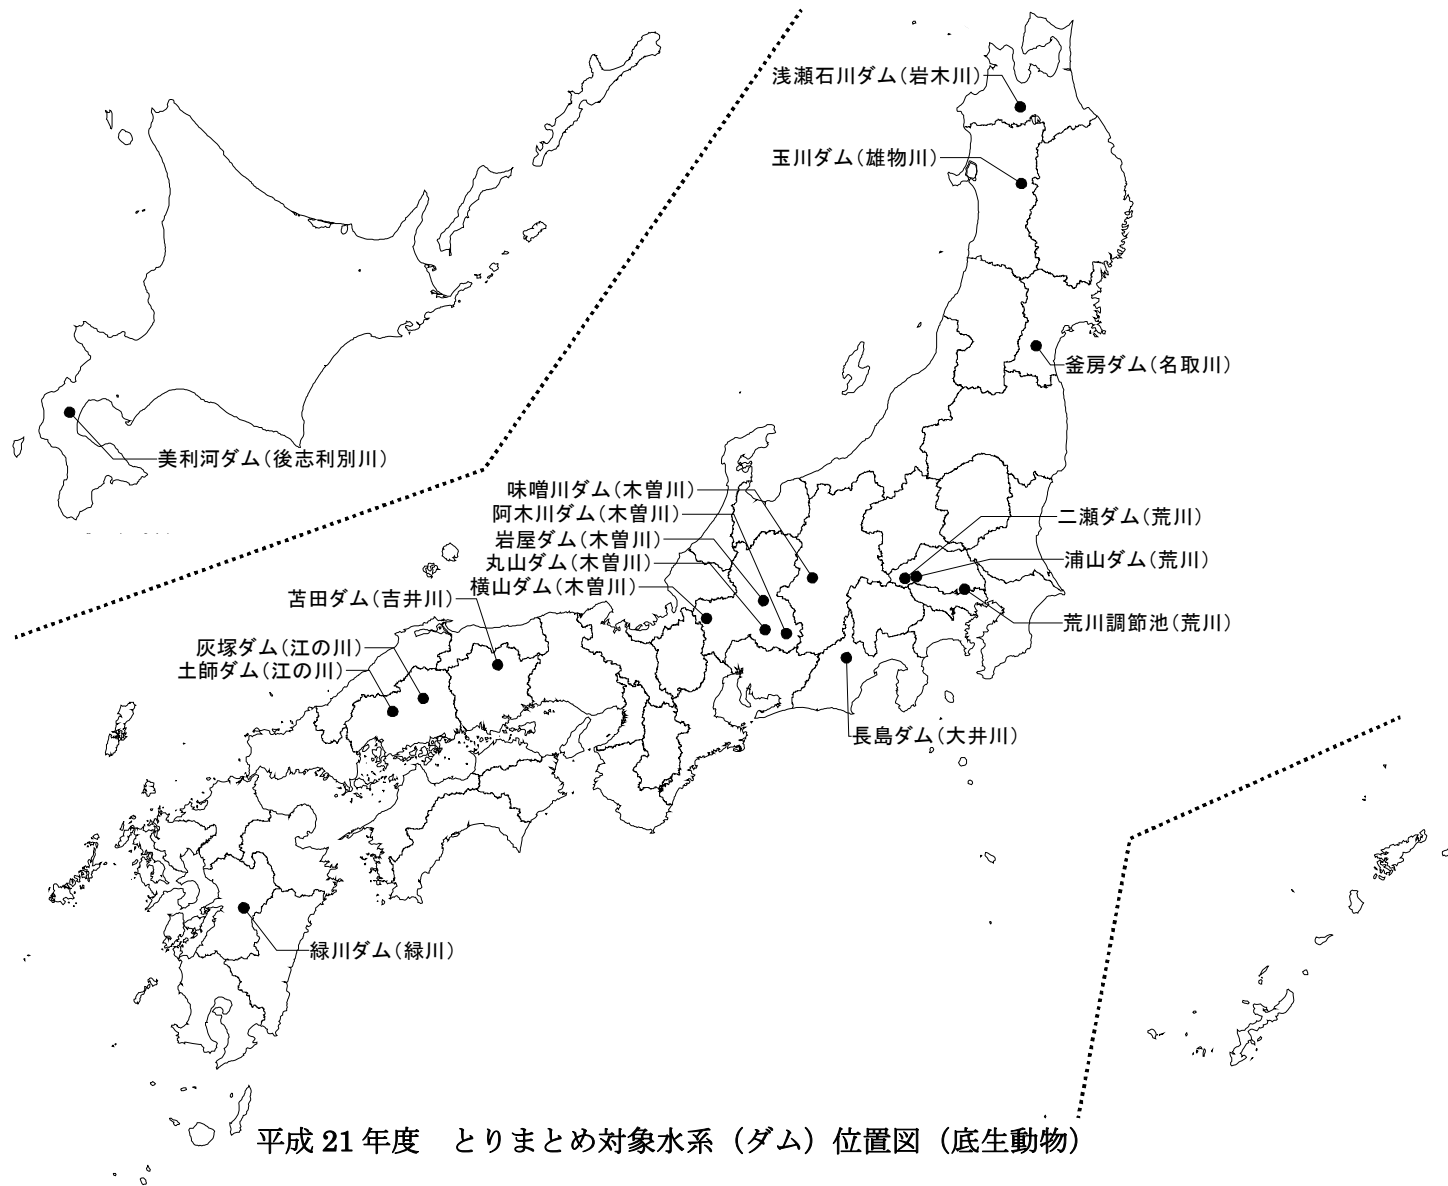 浅瀬石川ダム(岩木川)
玉川ダム(雄物川)
釜房ダム(名取川)
美利河ダム(後志利別川)
味噌川ダム(木曽川)
阿木川ダム(木曽川)
岩屋ダム(木曽川)
丸山ダム(木曽川)
横山ダム(木曽川)
苫田ダム(吉井川)
灰塚ダム(江の川)
土師ダム(江の川)
二瀬ダム(荒川)
浦山ダム(荒川)
荒川調節池(荒川)
長島ダム(大井川)
緑川ダム(緑川)
平成 21 年度 とりまとめ対象水系(ダム)位置図(底生動物)